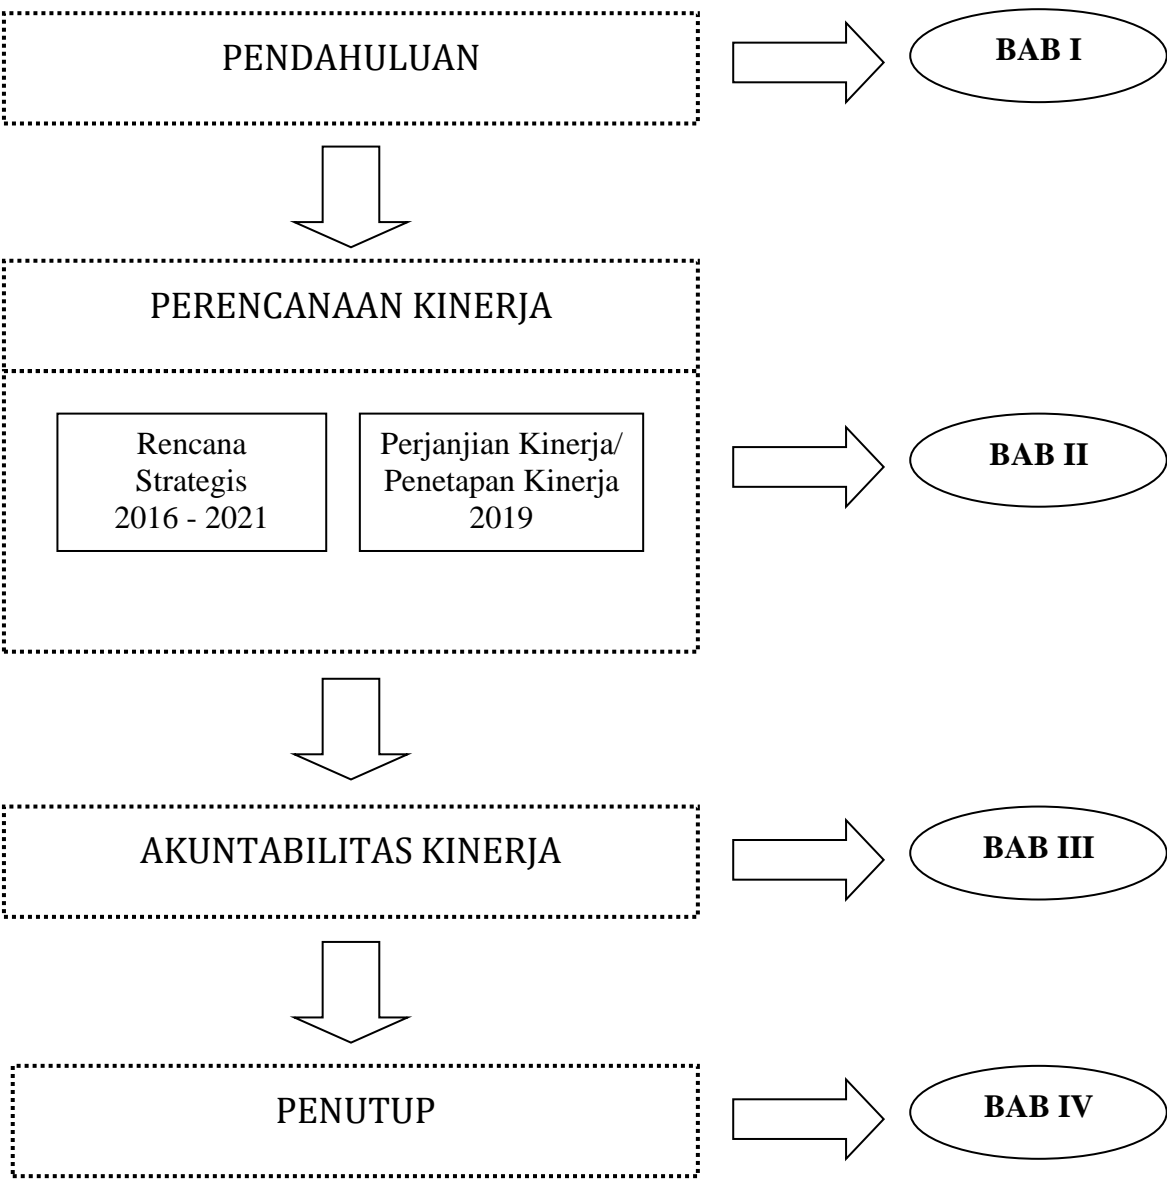 PENDAHULUAN
BAB I
PERENCANAAN KINERJA
Rencana
Strategis
2016 - 2021
Perjanjian Kinerja/
Penetapan Kinerja
2019
BAB II
AKUNTABILITAS KINERJA
BAB III
PENUTUP
BAB IV